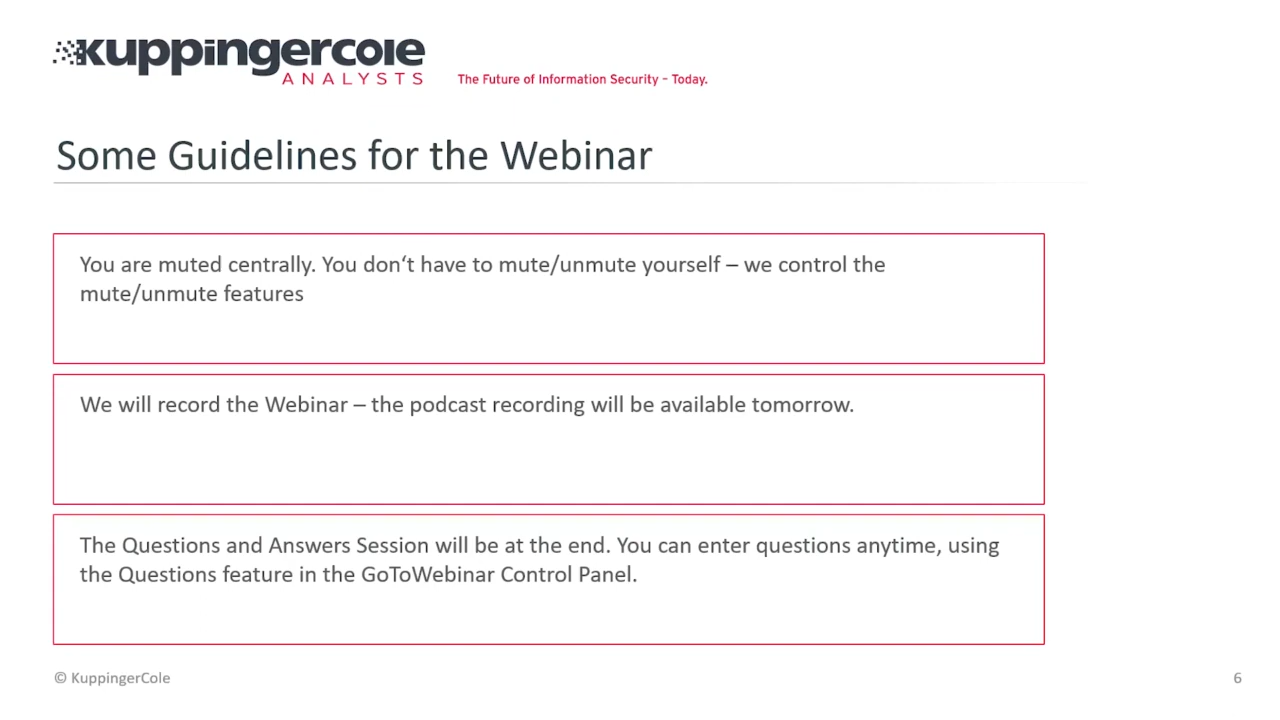 kuppingercole
ANALYSTS
The Future of Information Security – Today.
Some Guidelines for the Webinar
You are muted centrally. You don‘t have to mute/unmute yourself – we control the
mute/unmute features
We will record the Webinar – the podcast recording will be available tomorrow.
The Questions and Answers Session will be at the end. You can enter questions anytime, using
the Questions feature in the GoToWebinar Control Panel.
© KuppingerCole
6